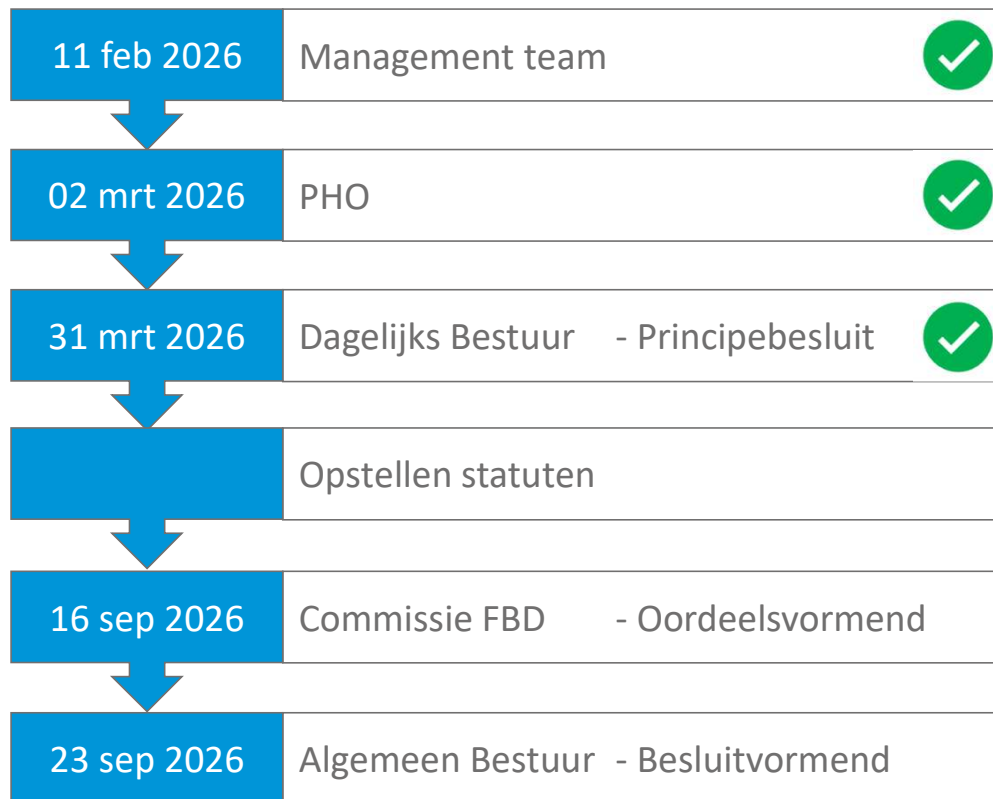 11 feb 2026 Management team
02 mrt 2026 PHO
31 mrt 2026 Dagelijks Bestuur - Principebesluit
Opstellen statuten
16 sep 2026 Commissie FBD - Oordeelsvormend
23 sep 2026 Algemeen Bestuur - Besluitvormend